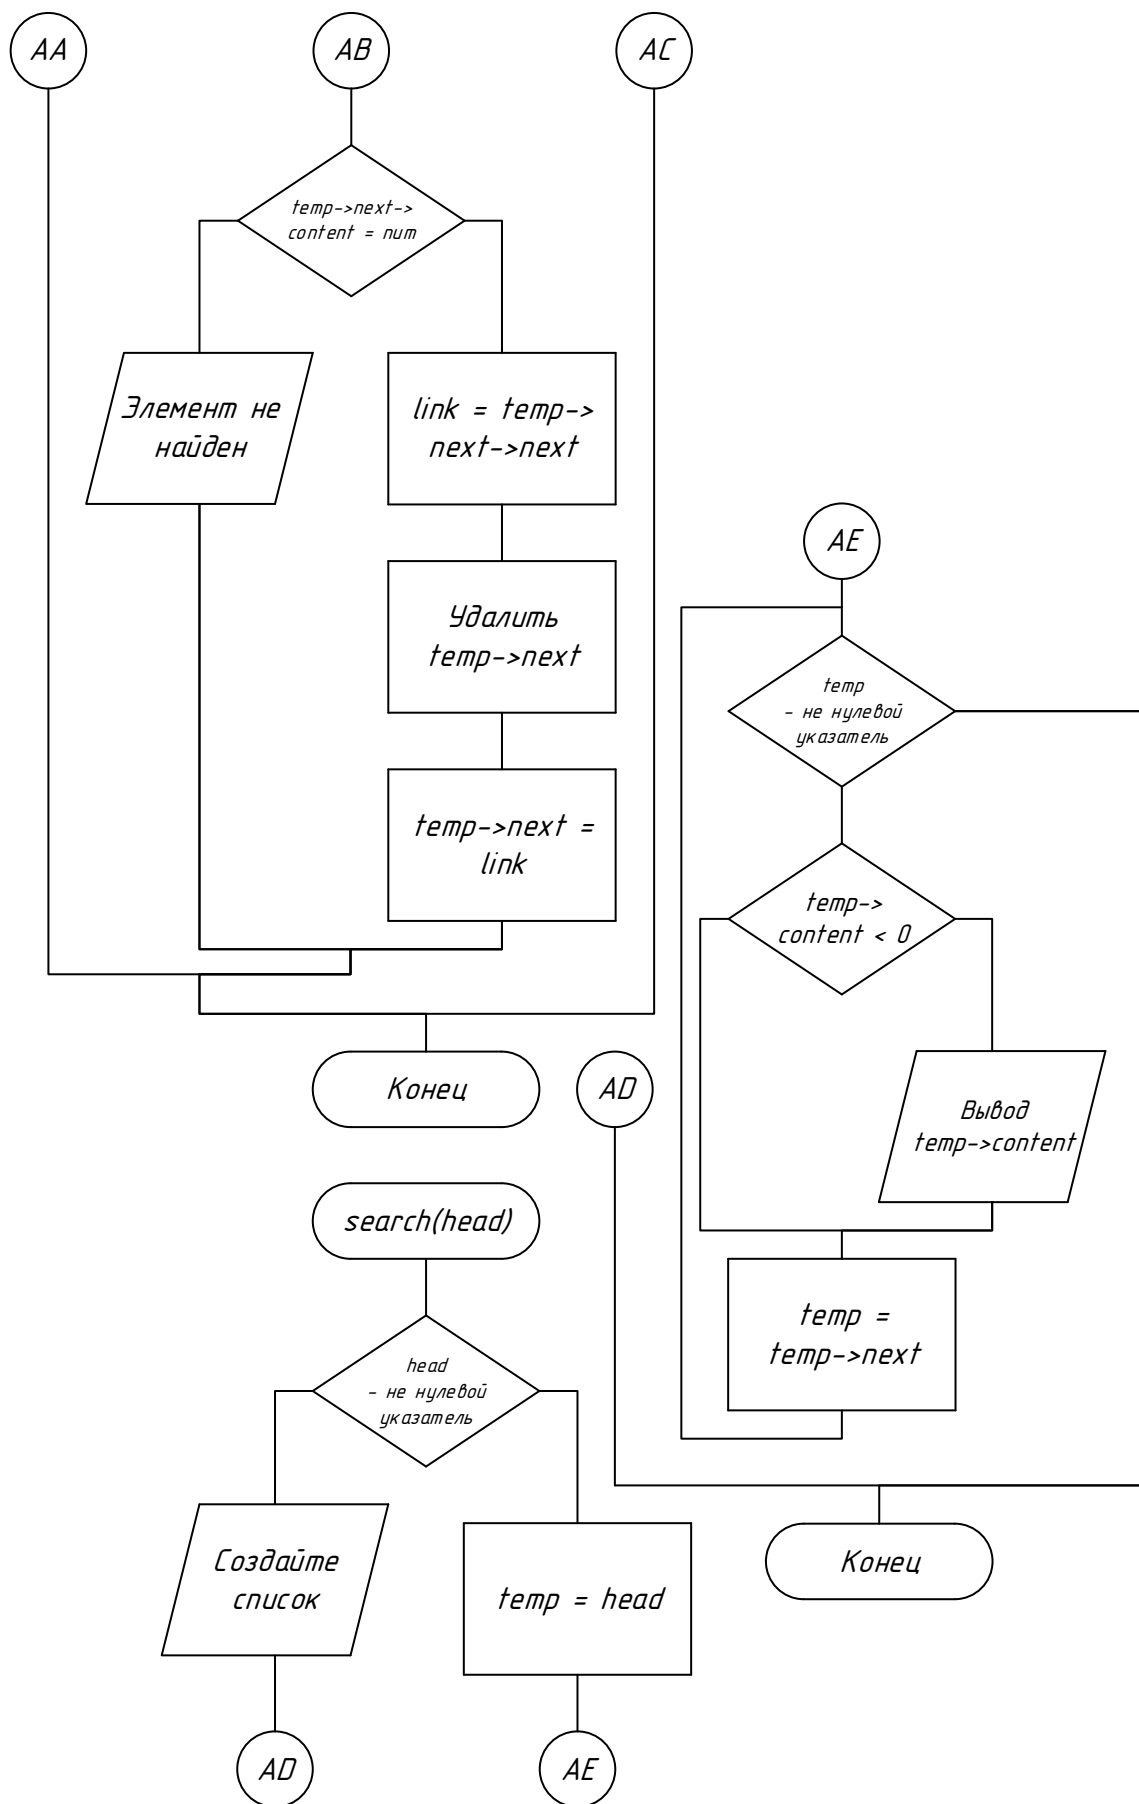 AA
AB
AC
temp->next->
content = num
Элемент не
найден
link = temp->
next->next
Удалить
temp->next
temp->next =
link
Конец
search(head)
head
- не нулевой
указатель
Создайте
список
temp = head
AD
AE
AE
temp
- не нулевой
указатель
temp->
content < 0
Вывод
temp->content
temp =
temp->next
AD
Конец